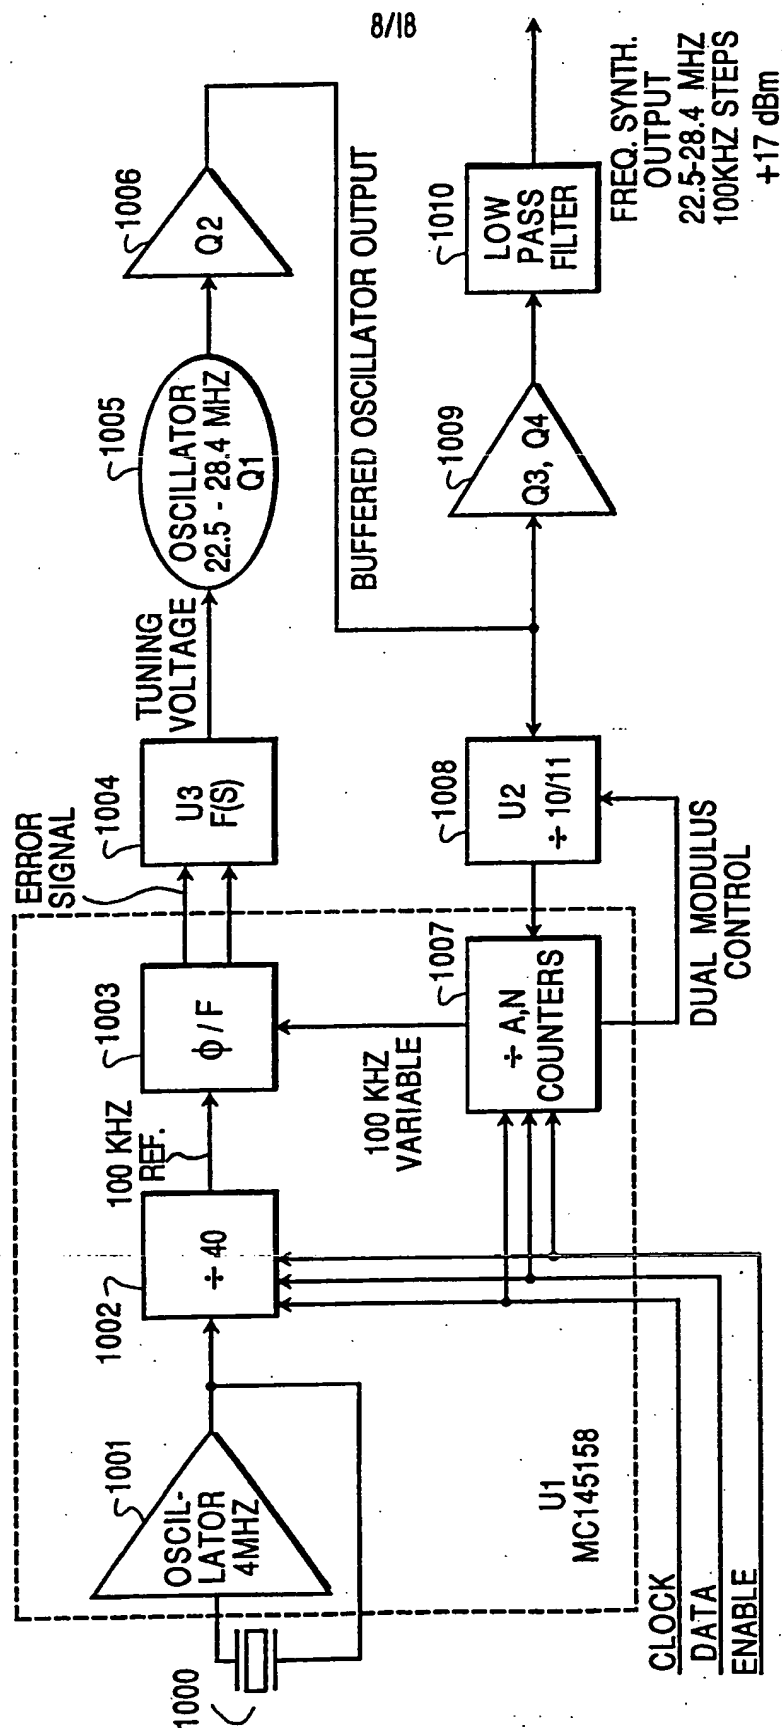 8/18
1000
1001
OSCIL-
LATOR
4MHZ
1002
÷ 40
100 KHZ
REF.
1003
ϕ / F
ERROR
SIGNAL
1004
U3
F(S)
TUNING
VOLTAGE
1005
OSCILLATOR
22.5 - 28.4 MHZ
Q1
1006
Q2
BUFFERED OSCILLATOR OUTPUT
100 KHZ
VARIABLE
1007
÷ A,N
COUNTERS
1008
U2
÷ 10/11
DUAL MODULUS
CONTROL
1009
Q3, Q4
1010
LOW
PASS
FILTER
FREQ. SYNTH.
OUTPUT
22.5-28.4 MHZ
100KHZ STEPS
+17 dBm
U1
MC145158
CLOCK
DATA
ENABLE